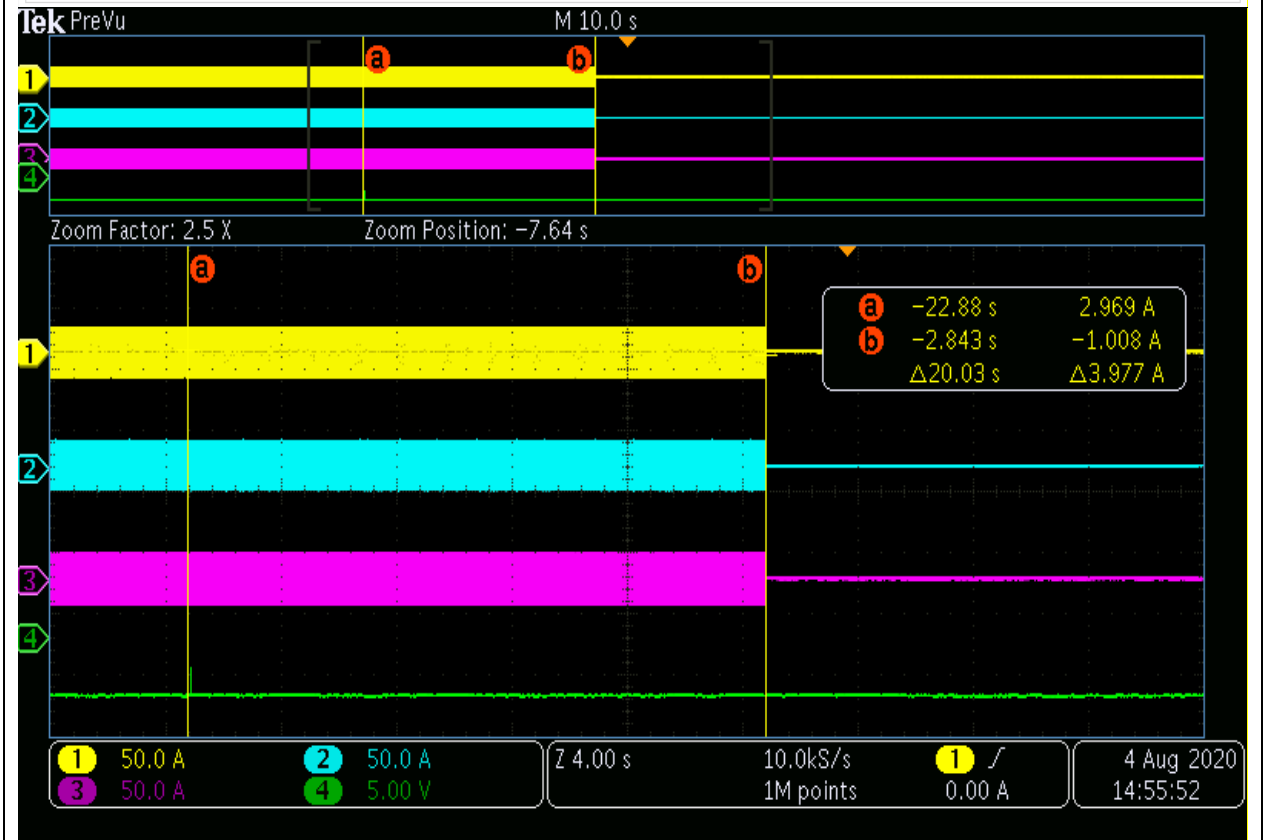 Tek PreVu M 10.0 s
a b
1
2
3
4
Zoom Factor: 2.5 X Zoom Position: −7.64 s
a b
a −22.88 s 2.969 A
b −2.843 s −1.008 A
Δ20.03 s Δ3.977 A
1
2
3
4
1 50.0 A 2 50.0 A Z 4.00 s 10.0kS/s 1 4 Aug 2020
3 50.0 A 4 5.00 V 1M points 0.00 A 14:55:52